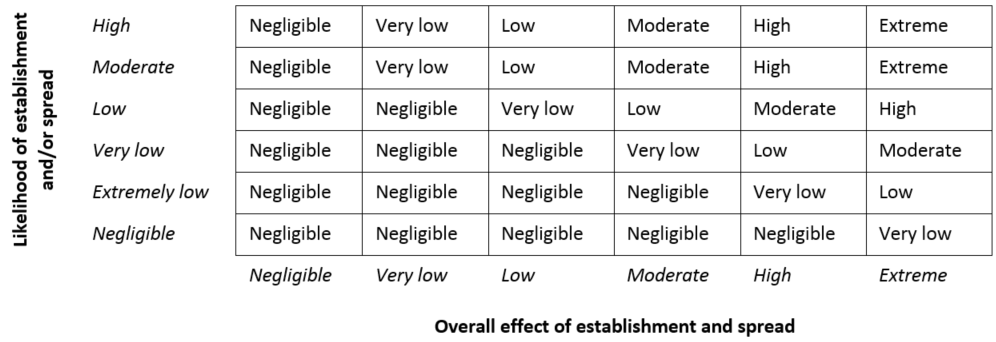 Likelihood of establishment
and/or spread
High Negligible Very low Low Moderate High Extreme
Moderate Negligible Very low Low Moderate High Extreme
Low Negligible Negligible Very low Low Moderate High
Very low Negligible Negligible Negligible Very low Low Moderate
Extremely low Negligible Negligible Negligible Negligible Very low Low
Negligible Negligible Negligible Negligible Negligible Negligible Very low
Negligible Very low Low Moderate High Extreme
Overall effect of establishment and spread